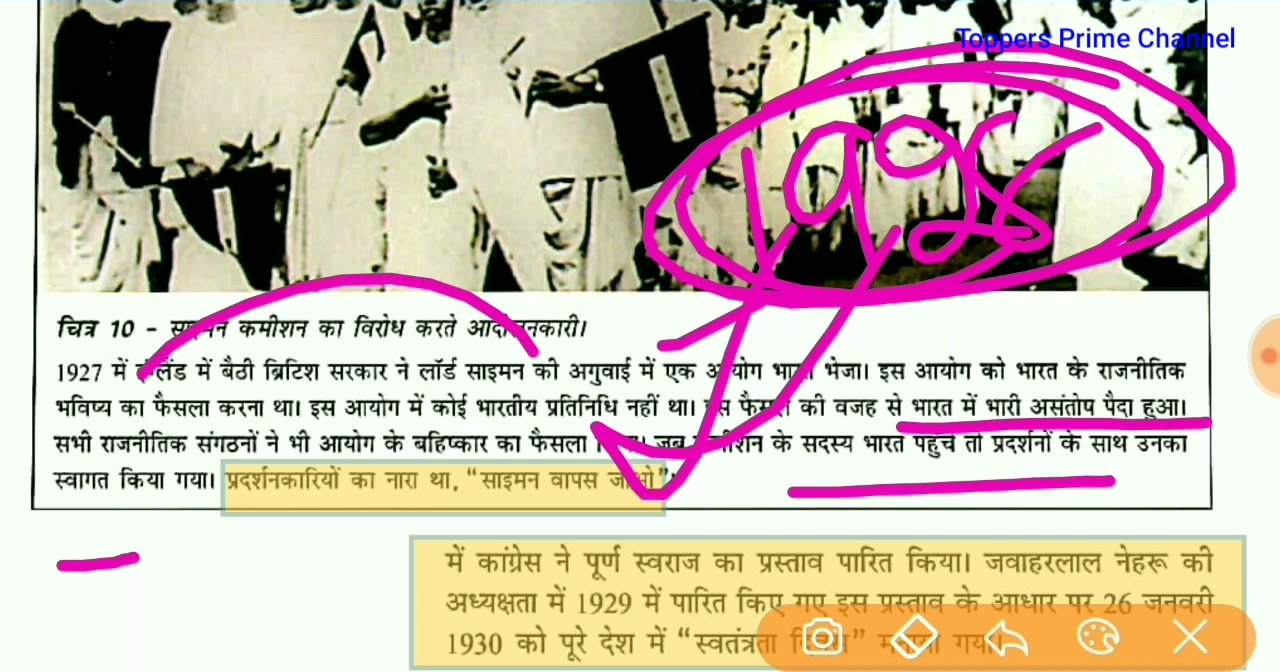 Toppers Prime Channel
1928
चित्र 10 – साइमन कमीशन का विरोध करते आंदोलनकारी।
1927 में इंग्लैंड में बैठी ब्रिटिश सरकार ने लॉर्ड साइमन की अगुवाई में एक आयोग भारत भेजा। इस आयोग को भारत के राजनीतिक
भविष्य का फैसला करना था। इस आयोग में कोई भारतीय प्रतिनिधि नहीं था। इस फैसले की वजह से भारत में भारी असंतोष पैदा हुआ।
सभी राजनीतिक संगठनों ने भी आयोग के बहिष्कार का फैसला किया। जब कमीशन के सदस्य भारत पहुँचे तो प्रदर्शनों के साथ उनका
स्वागत किया गया। प्रदर्शनकारियों का नारा था, “साइमन वापस जाओ”।
में कांग्रेस ने पूर्ण स्वराज का प्रस्ताव पारित किया। जवाहरलाल नेहरू की
अध्यक्षता में 1929 में पारित किए गए इस प्रस्ताव के आधार पर 26 जनवरी
1930 को पूरे देश में “स्वतंत्रता दिवस” मनाया गया।